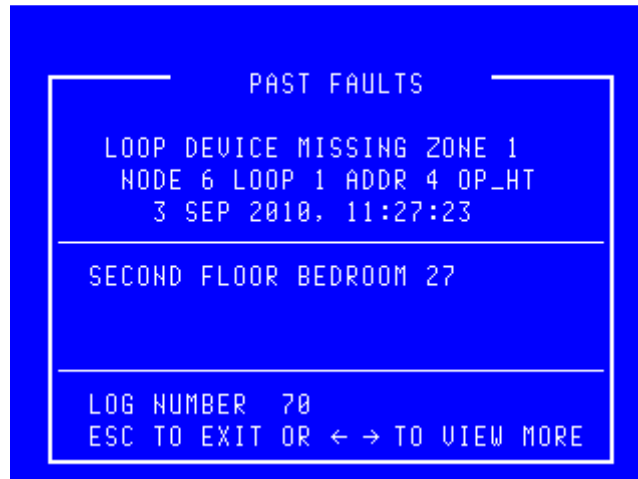 PAST FAULTS
LOOP DEVICE MISSING ZONE 1
NODE 6 LOOP 1 ADDR 4 OP_HT
3 SEP 2010, 11:27:23
SECOND FLOOR BEDROOM 27
LOG NUMBER 70
ESC TO EXIT OR ← → TO VIEW MORE